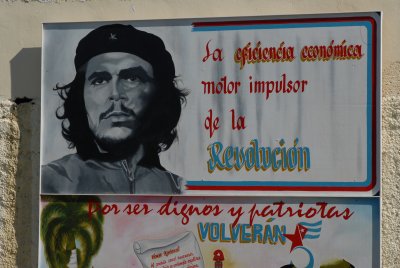 La eficiencia económica
motor impulsor
de la
Revolución
Por ser dignos y patriotas
VOLVERÁN